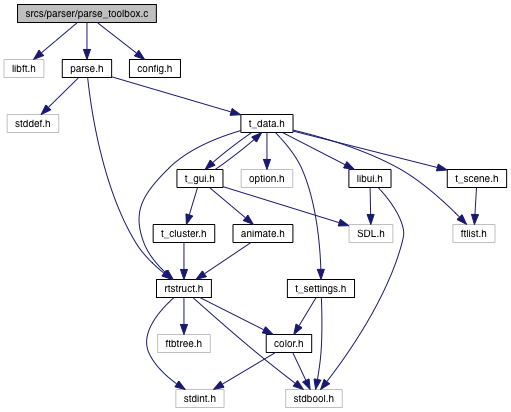 srcs/parser/parse_toolbox.c
libft.h
parse.h
config.h
stddef.h
t_data.h
t_gui.h
option.h
libui.h
t_scene.h
t_cluster.h
animate.h
SDL.h
ftlist.h
rtstruct.h
t_settings.h
ftbtree.h
color.h
stdint.h
stdbool.h